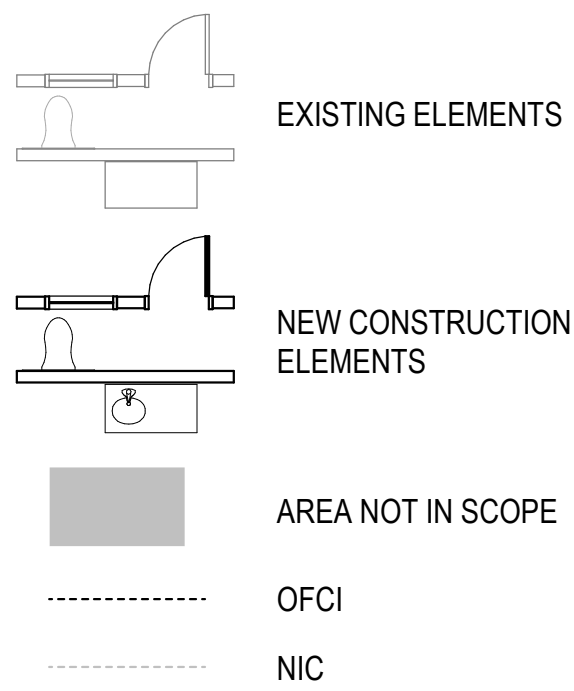 EXISTING ELEMENTS
NEW CONSTRUCTION
ELEMENTS
AREA NOT IN SCOPE
OFCI
NIC